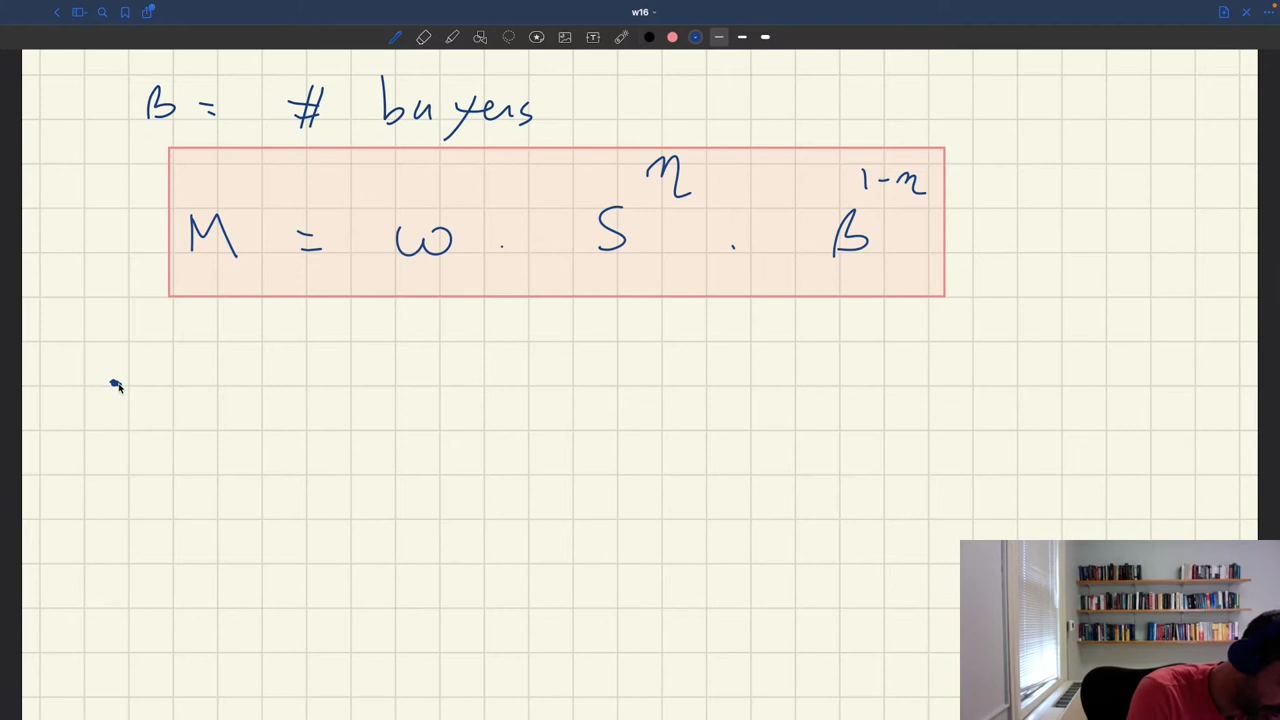 w16
B = # buyers
M = ω · S^η · B^{1-η}